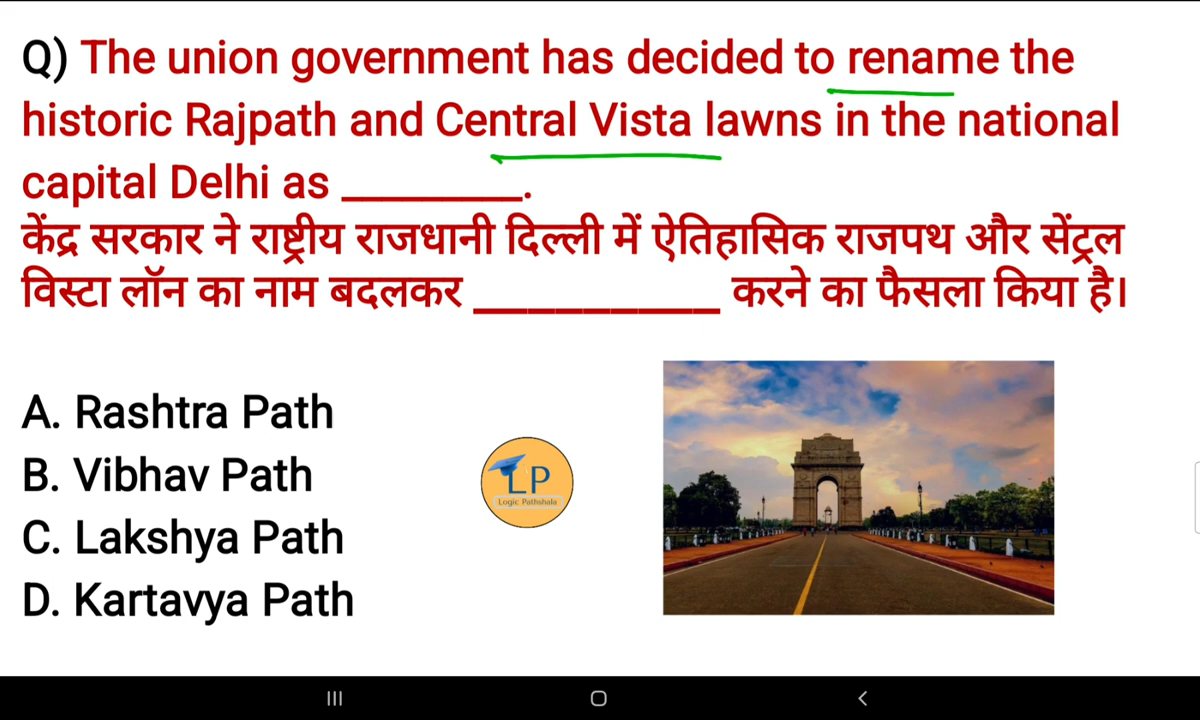 Q) The union government has decided to rename the
historic Rajpath and Central Vista lawns in the national
capital Delhi as _________.
केंद्र सरकार ने राष्ट्रीय राजधानी दिल्ली में ऐतिहासिक राजपथ और सेंट्रल
विस्टा लॉन का नाम बदलकर __________ करने का फैसला किया है।
A. Rashtra Path
B. Vibhav Path
C. Lakshya Path
D. Kartavya Path
LP
Logic Pathshala